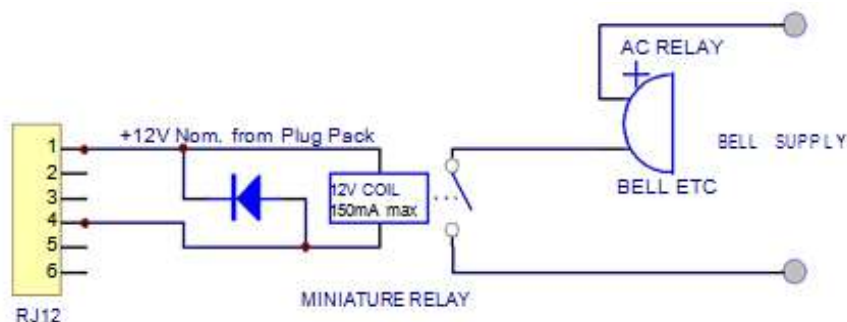 AC RELAY
+
+12V Nom. from Plug Pack
1
2
3
4
5
6
BELL SUPPLY
12V COIL
150mA max
BELL ETC
MINIATURE RELAY
RJ12